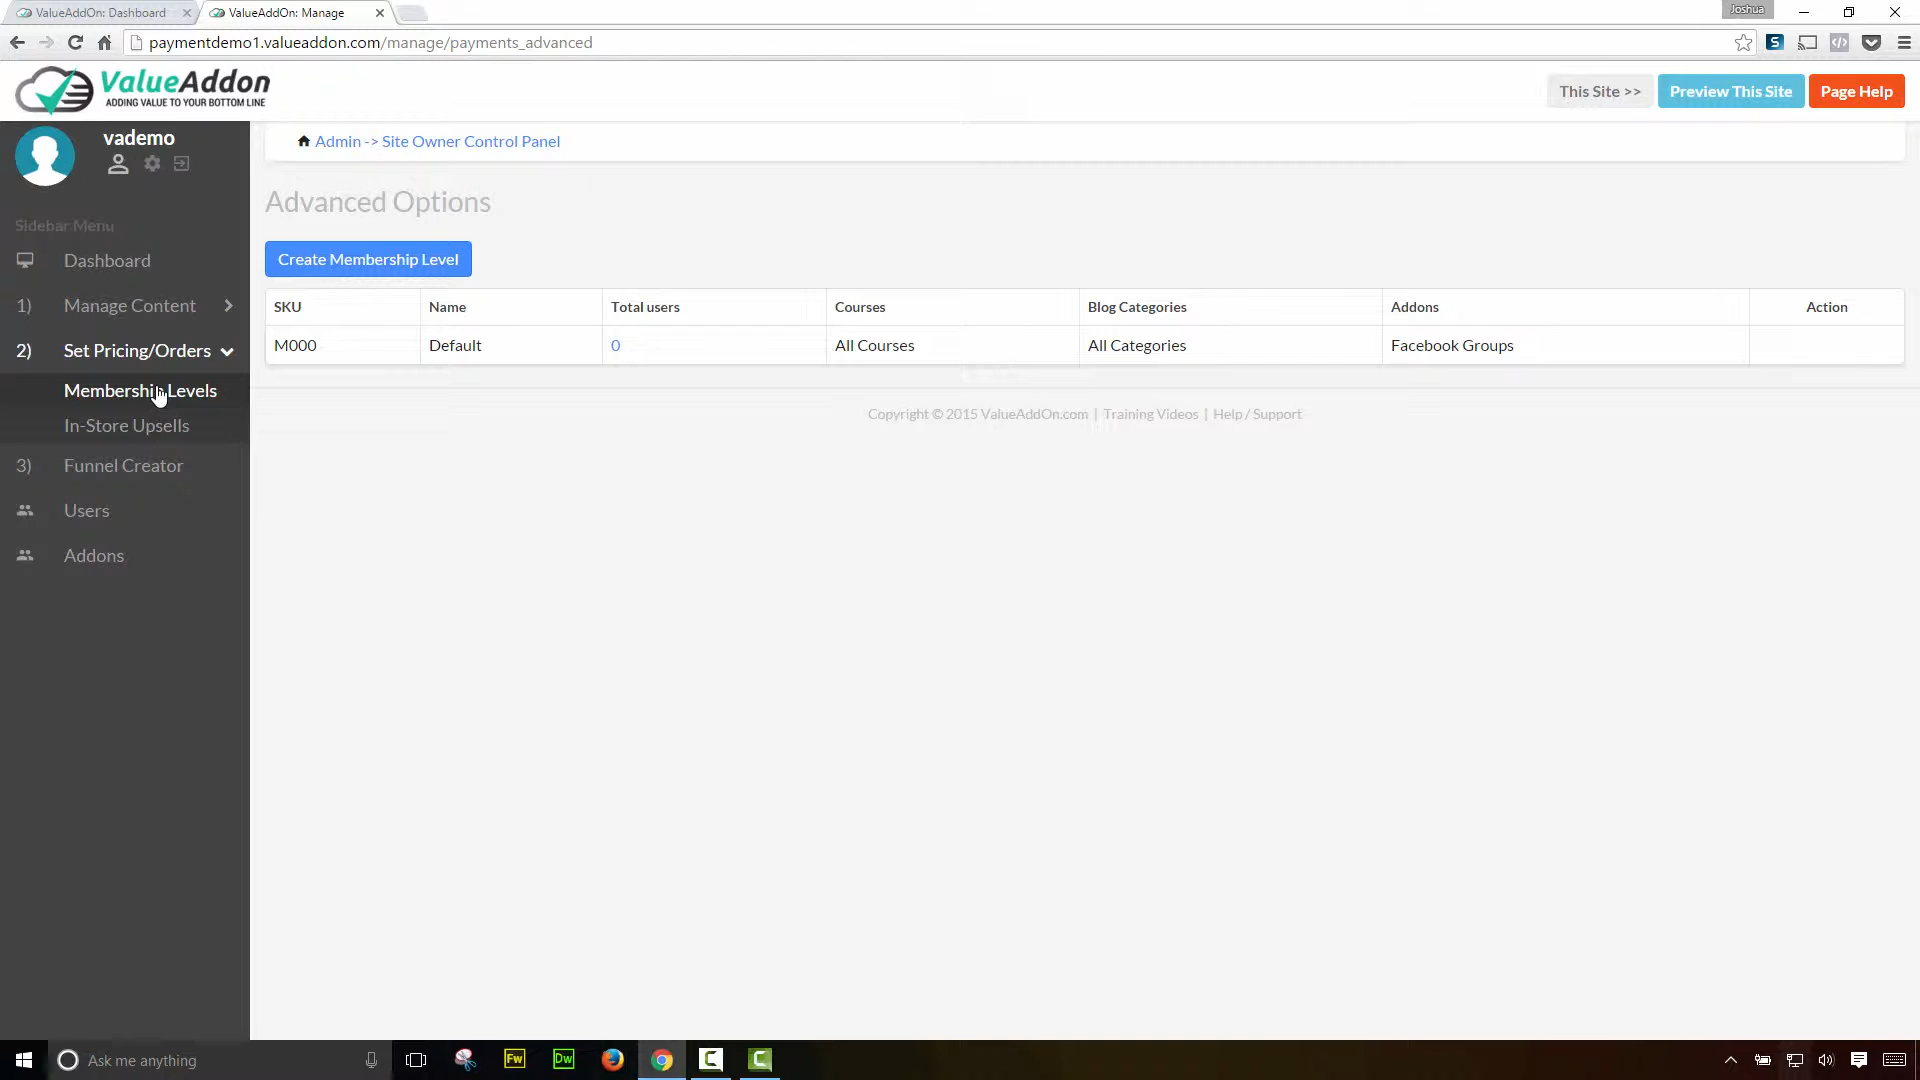 ValueAddOn: Dashboard
ValueAddOn: Manage
Joshua
paymentdemo1.valueaddon.com/manage/payments_advanced
ValueAddon
ADDING VALUE TO YOUR BOTTOM LINE
This Site >>
Preview This Site
Page Help
vademo
Admin -> Site Owner Control Panel
Advanced Options
Sidebar Menu
Dashboard
1) Manage Content
2) Set Pricing/Orders
Membership Levels
In-Store Upsells
3) Funnel Creator
Users
Addons
Create Membership Level
SKU Name Total users Courses Blog Categories Addons Action
M000 Default 0 All Courses All Categories Facebook Groups
Copyright © 2015 ValueAddOn.com | Training Videos | Help / Support
Ask me anything
Fw
Dw